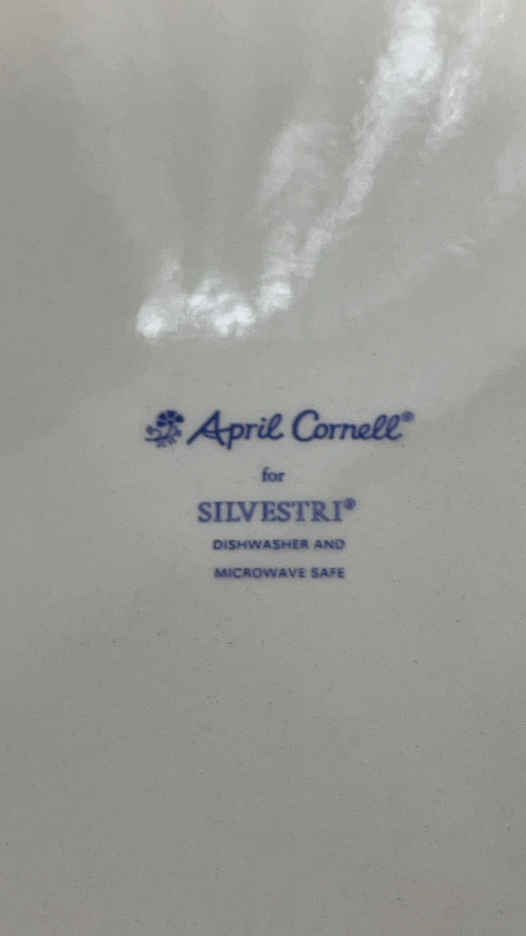 April Cornell®
for
SILVESTRI®
DISHWASHER AND
MICROWAVE SAFE